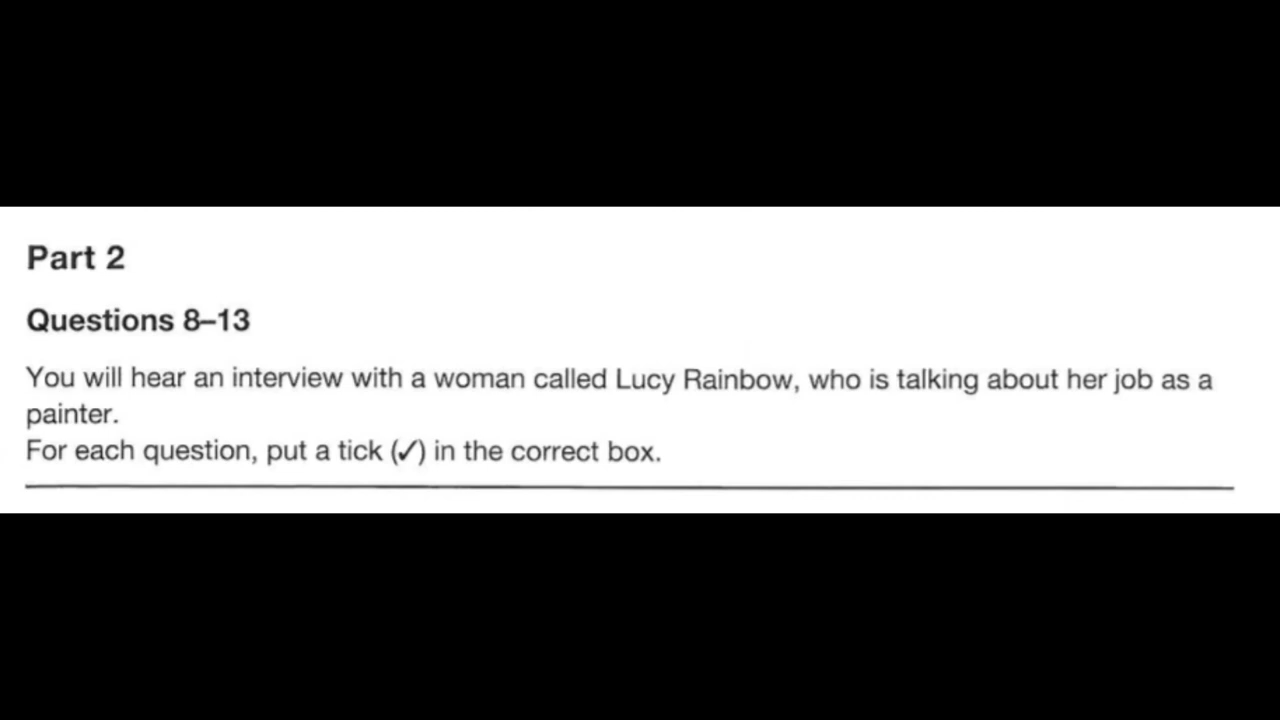 Part 2
Questions 8–13
You will hear an interview with a woman called Lucy Rainbow, who is talking about her job as a
painter.
For each question, put a tick (✓) in the correct box.